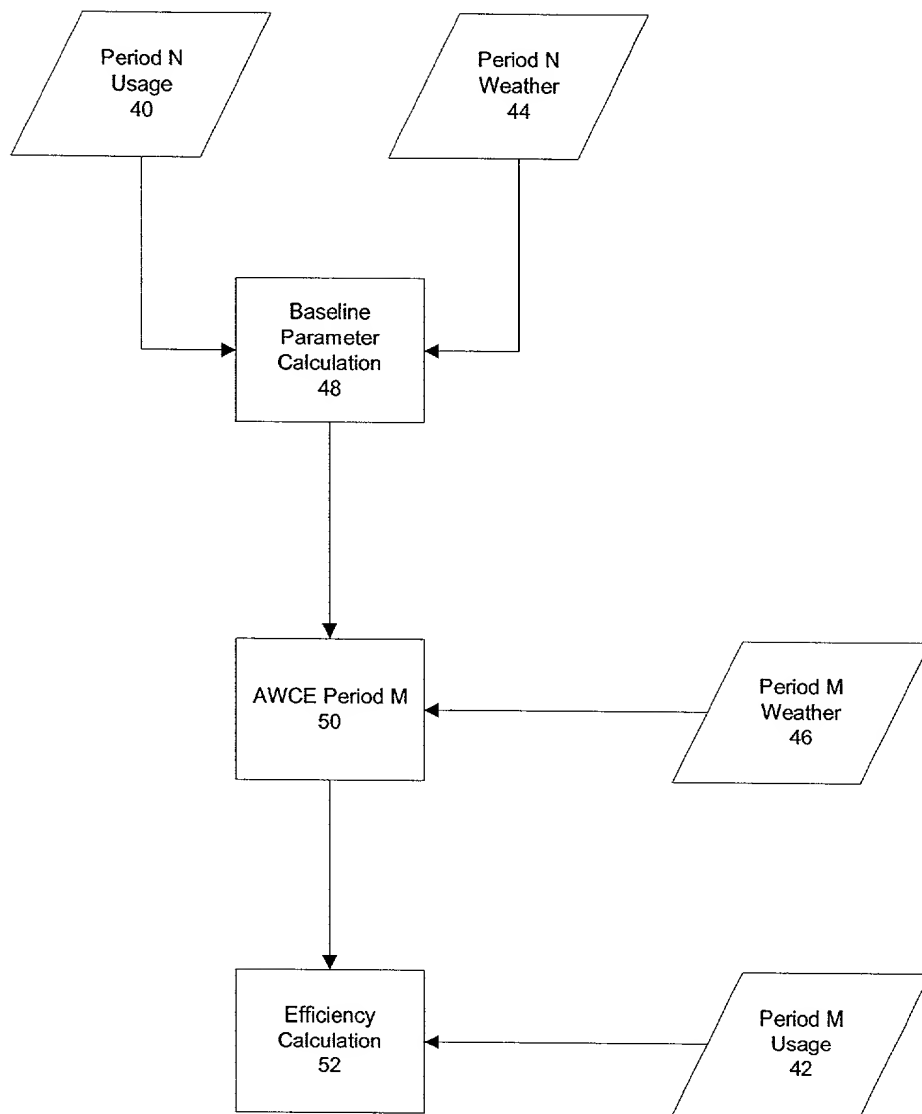 Period N
Usage
40
Period N
Weather
44
Baseline
Parameter
Calculation
48
AWCE Period M
50
Period M
Weather
46
Efficiency
Calculation
52
Period M
Usage
42